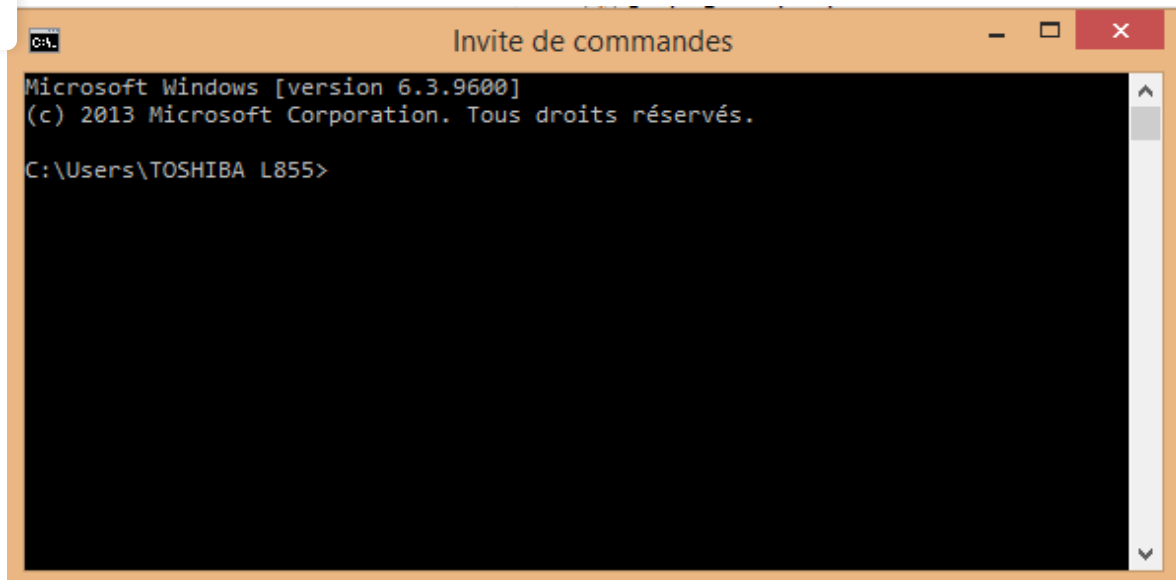 Invite de commandes
Microsoft Windows [version 6.3.9600]
(c) 2013 Microsoft Corporation. Tous droits réservés.
C:\Users\TOSHIBA L855>